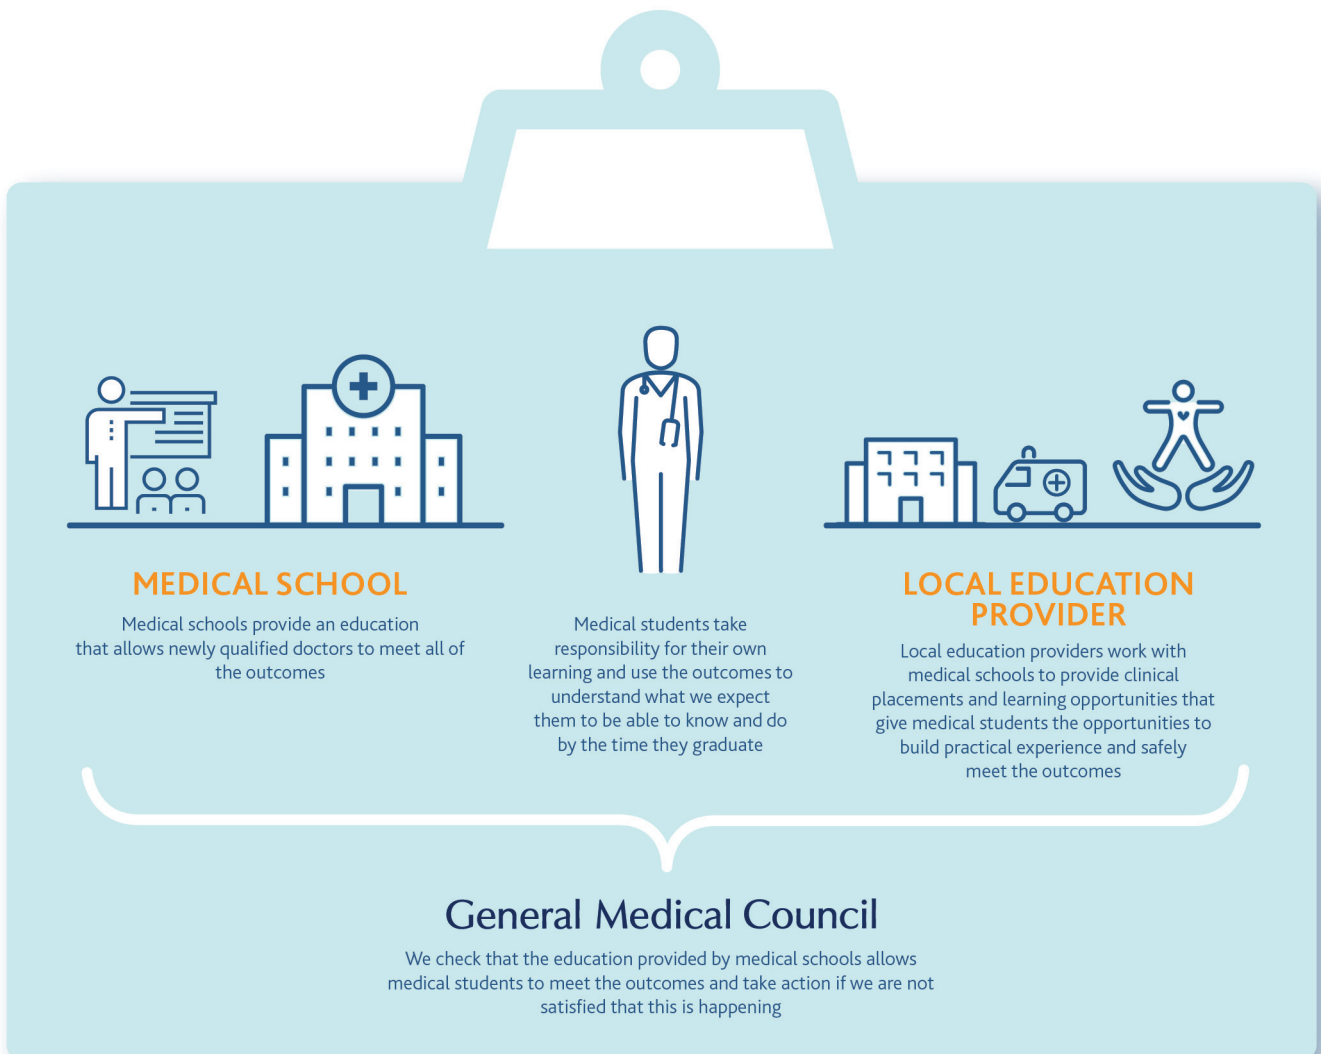 MEDICAL SCHOOL
Medical schools provide an education
that allows newly qualified doctors to meet all of
the outcomes
Medical students take
responsibility for their own
learning and use the outcomes to
understand what we expect
them to be able to know and do
by the time they graduate
LOCAL EDUCATION
PROVIDER
Local education providers work with
medical schools to provide clinical
placements and learning opportunities that
give medical students the opportunities to
build practical experience and safely
meet the outcomes
General Medical Council
We check that the education provided by medical schools allows
medical students to meet the outcomes and take action if we are not
satisfied that this is happening